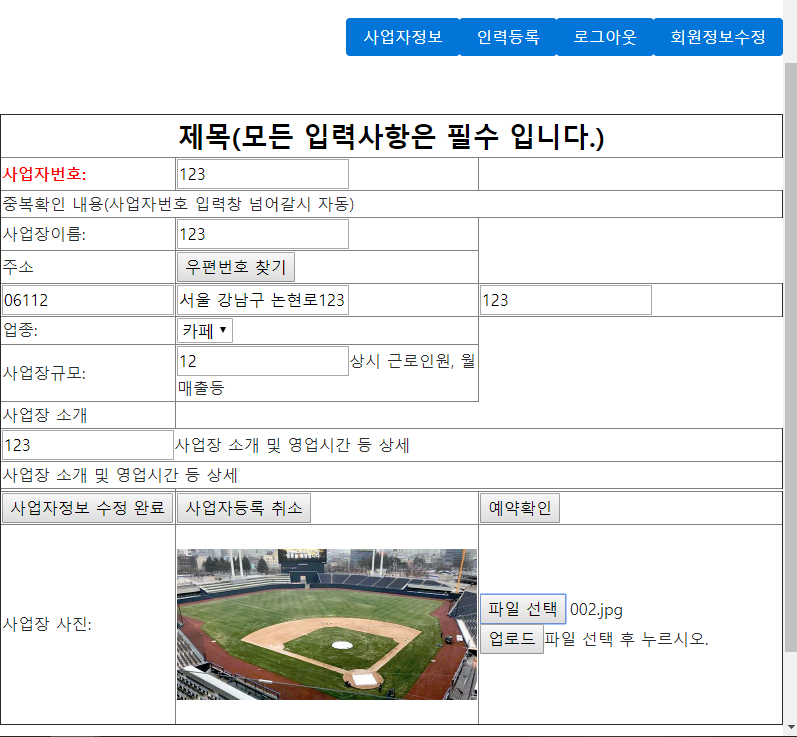 사업자정보 인력등록 로그아웃 회원정보수정
제목(모든 입력사항은 필수 입니다.)
사업자번호: 123
중복확인 내용(사업자번호 입력창 넘어갈시 자동)
사업장이름: 123
주소 우편번호 찾기
06112 서울 강남구 논현로123 123
업종: 카페
사업장규모: 12 상시 근로인원, 월
매출등
사업장 소개
123 사업장 소개 및 영업시간 등 상세
사업장 소개 및 영업시간 등 상세
사업자정보 수정 완료 사업자등록 취소 예약확인
사업장 사진:
파일 선택 002.jpg
업로드 파일 선택 후 누르시오.